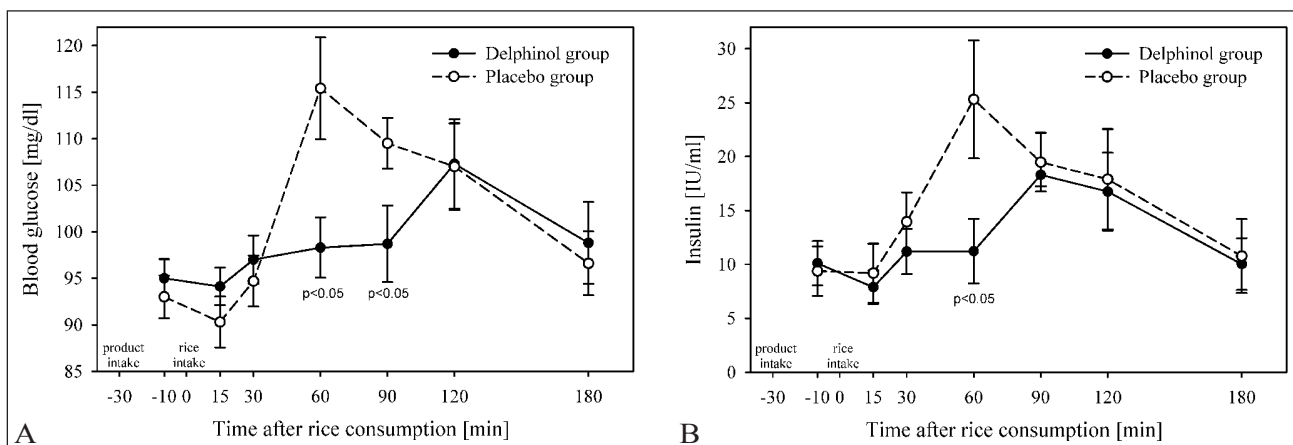 120
115
110
105
100
95
90
85
Blood glucose [mg/dl]
Delphinol group
Placebo group
p<0.05
p<0.05
product
intake
rice
intake
-30
-10
0
15
30
60
90
120
180
Time after rice consumption [min]
A
30
25
20
15
10
5
0
Insulin [IU/ml]
Delphinol group
Placebo group
p<0.05
product
intake
rice
intake
-30
-10
0
15
30
60
90
120
180
Time after rice consumption [min]
B